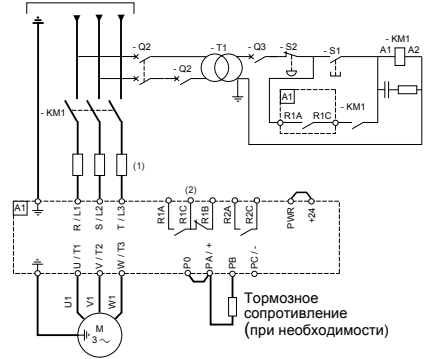 - Q2
- T1
- Q3
- S2
- S1
- KM1
A1 A2
- Q2
A1
R1A R1C
- KM1
- KM1
(1)
(2)
A1
R / L1
S / L2
T / L3
R1A
R1C
R1B
R2A
R2C
PWR
+24
U / T1
V / T2
W / T3
P0
PA / +
PB
PC / -
U1
V1
W1
M
3
Тормозное
сопротивление
(при необходимости)